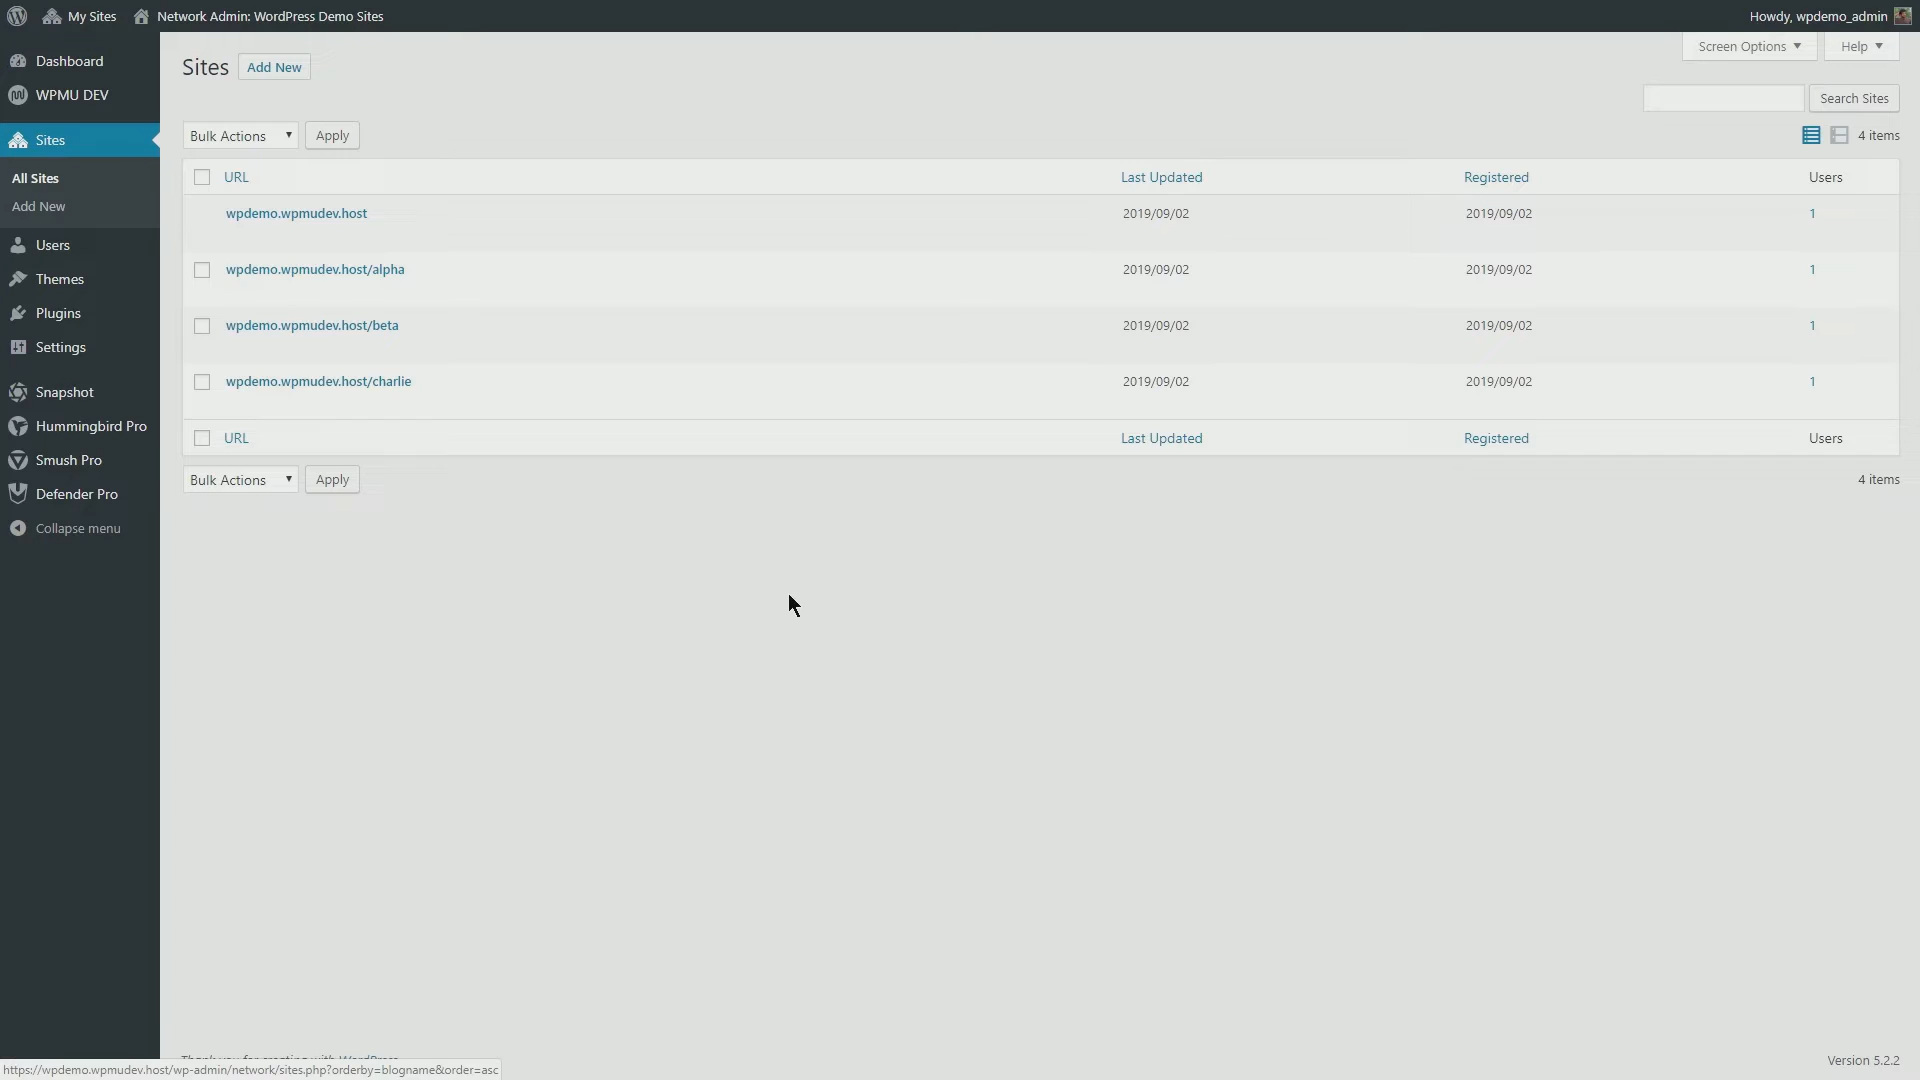 My Sites
Network Admin: WordPress Demo Sites
Howdy, wpdemo_admin
Dashboard
WPMU DEV
Sites
All Sites
Add New
Users
Themes
Plugins
Settings
Snapshot
Hummingbird Pro
Smush Pro
Defender Pro
Collapse menu
Screen Options
Help
Sites
Add New
Search Sites
Bulk Actions
Apply
4 items
URL Last Updated Registered Users
wpdemo.wpmudev.host 2019/09/02 2019/09/02 1
wpdemo.wpmudev.host/alpha 2019/09/02 2019/09/02 1
wpdemo.wpmudev.host/beta 2019/09/02 2019/09/02 1
wpdemo.wpmudev.host/charlie 2019/09/02 2019/09/02 1
URL Last Updated Registered Users
Bulk Actions
Apply
4 items
Thank you for creating with WordPress
Version 5.2.2
https://wpdemo.wpmudev.host/wp-admin/network/sites.php?orderby=blogname&order=asc